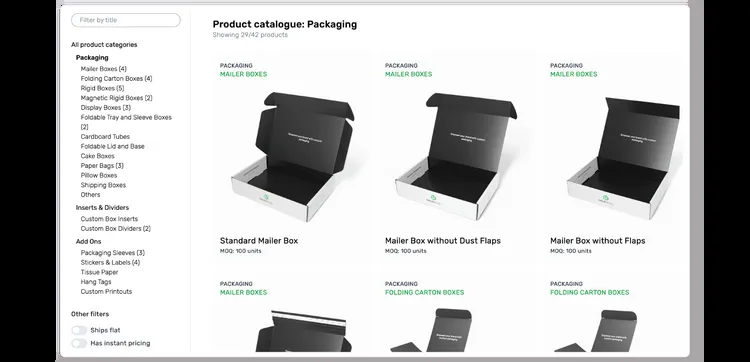 Filter by title
All product categories
Packaging
Mailer Boxes (4)
Folding Carton Boxes (4)
Rigid Boxes (5)
Magnetic Rigid Boxes (2)
Display Boxes (3)
Foldable Tray and Sleeve Boxes
(2)
Cardboard Tubes
Foldable Lid and Base
Cake Boxes
Paper Bags (3)
Pillow Boxes
Shipping Boxes
Others
Inserts & Dividers
Custom Box Inserts
Custom Box Dividers (2)
Add Ons
Packaging Sleeves (3)
Stickers & Labels (4)
Tissue Paper
Hang Tags
Custom Printouts
Other filters
Ships flat
Has instant pricing
Product catalogue: Packaging
Showing 29/42 products
PACKAGING
MAILER BOXES
Standard Mailer Box
MOQ: 100 units
PACKAGING
MAILER BOXES
Mailer Box without Dust Flaps
MOQ: 100 units
PACKAGING
MAILER BOXES
Mailer Box without Flaps
MOQ: 100 units
PACKAGING
MAILER BOXES
PACKAGING
FOLDING CARTON BOXES
PACKAGING
FOLDING CARTON BOXES